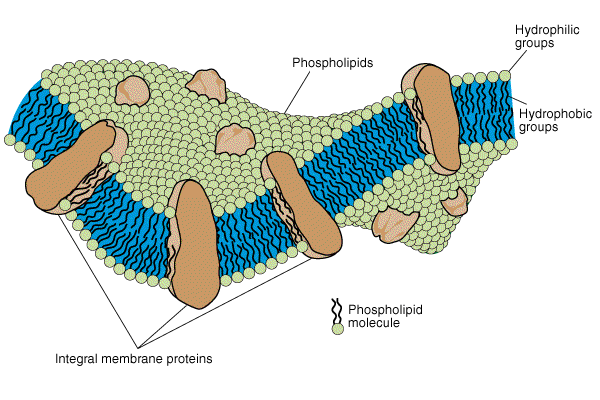 Hydrophilic
groups
Phospholipids
Hydrophobic
groups
Phospholipid
molecule
Integral membrane proteins